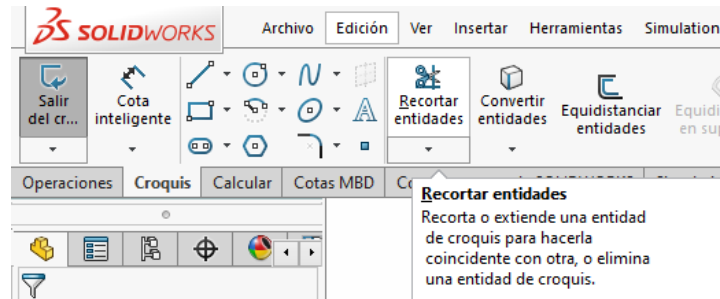 SOLIDWORKS
Archivo Edición Ver Insertar Herramientas Simulation
Salir
del cr...
Cota
inteligente
Recortar
entidades
Convertir
entidades
Equidistanciar
entidades
Equidi
en sup
Operaciones Croquis Calcular Cotas MBD
Recortar entidades
Recorta o extiende una entidad
de croquis para hacerla
coincidente con otra, o elimina
una entidad de croquis.